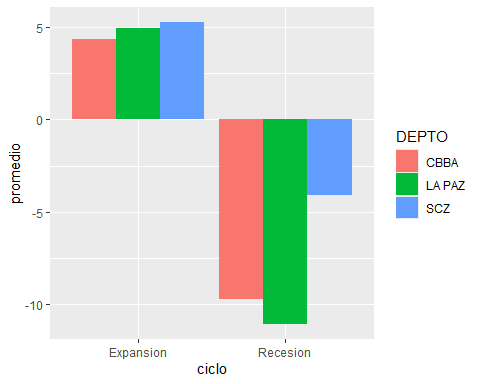 5
0
-5
-10
promedio
Expansion Recesion
ciclo
DEPTO
CBBA
LA PAZ
SCZ